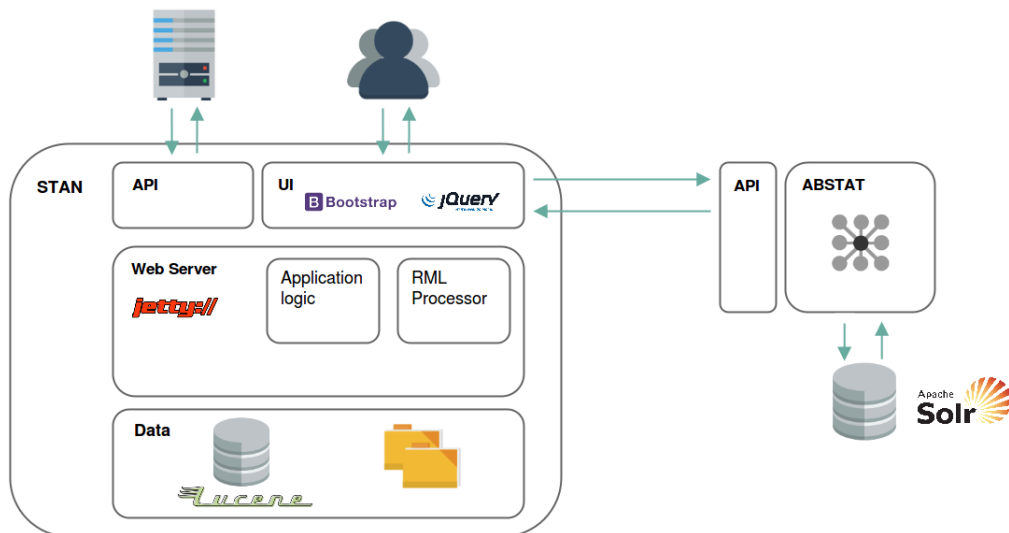 STAN
API
UI
B Bootstrap
jQuery
API
ABSTAT
Web Server
jetty://
Application
logic
RML
Processor
Data
Lucene
Apache
Solr